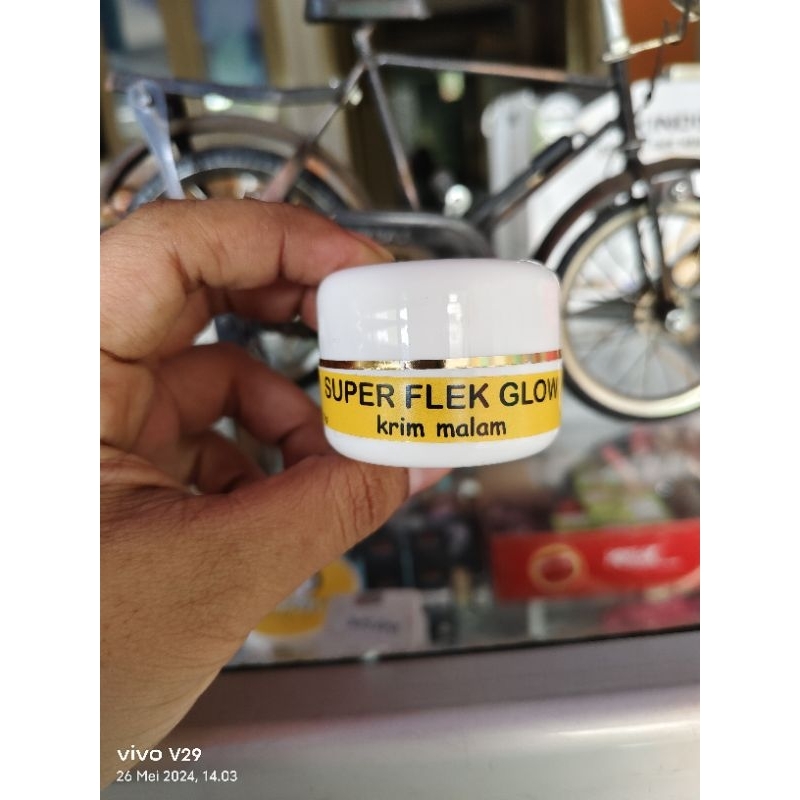 SUPER FLEK GLOW
krim malam
vivo V29
26 Mei 2024, 14.03